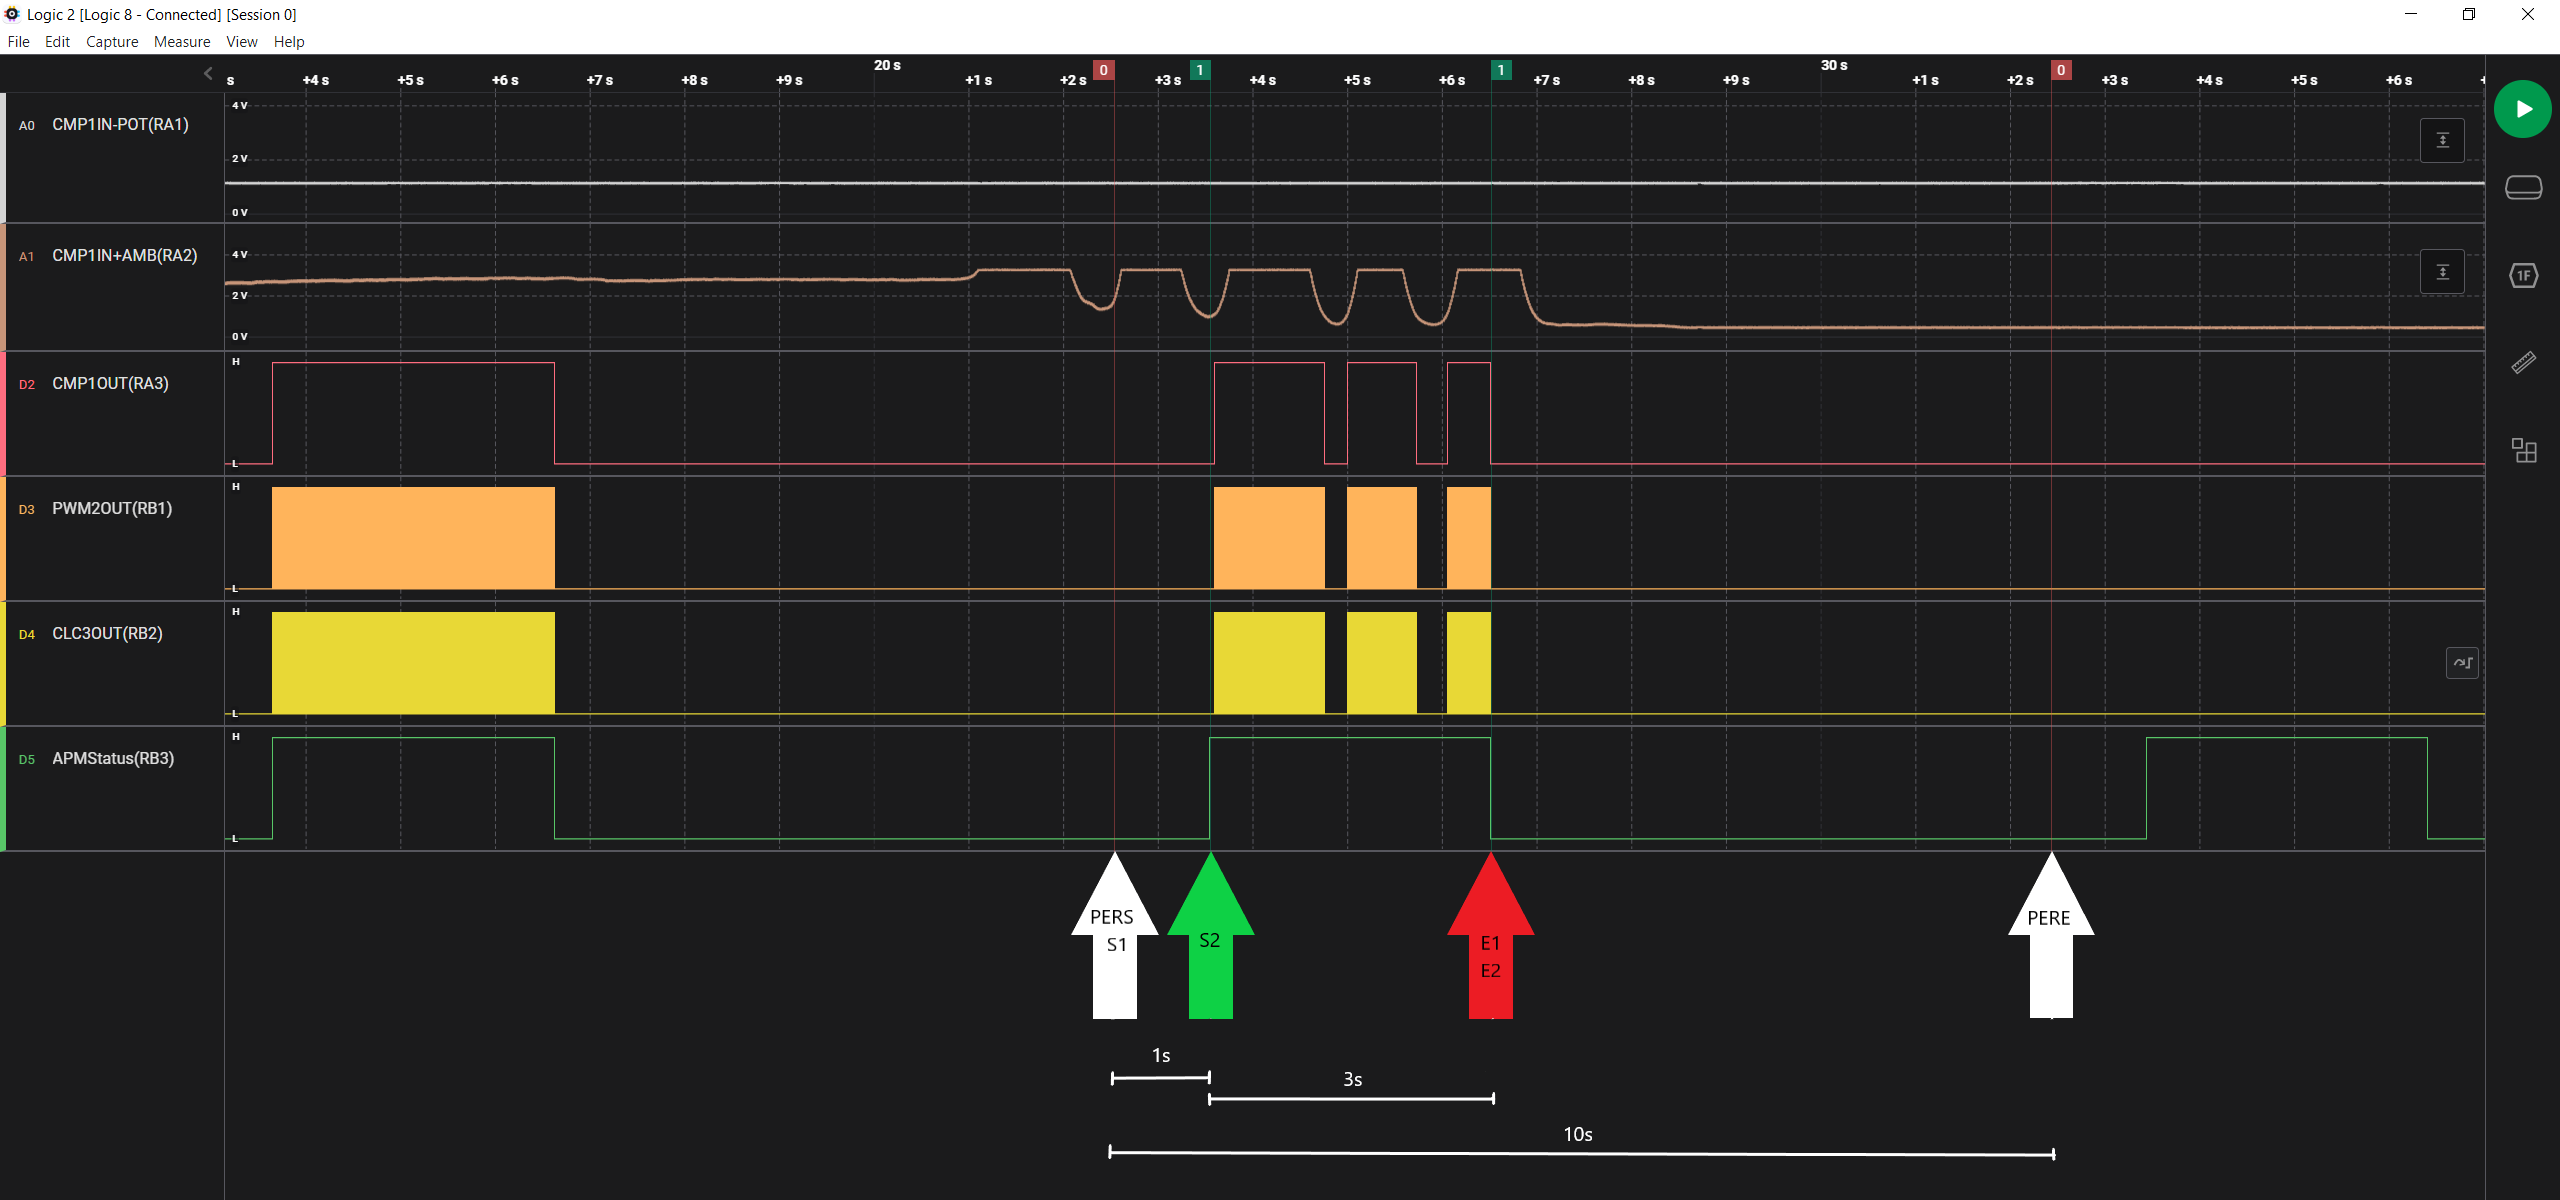 Logic 2 [Logic 8 - Connected] [Session 0]
File Edit Capture Measure View Help
20 s 30 s
s +4 s +5 s +6 s +7 s +8 s +9 s +1 s +2 s 0 +3 s 1 +4 s +5 s +6 s 1 +7 s +8 s +9 s +1 s +2 s 0 +3 s +4 s +5 s +6 s
4 V
A0 CMP1IN-POT(RA1)
2 V
0 V
A1 CMP1IN+AMB(RA2) 4 V
1F
2 V
0 V
H
D2 CMP1OUT(RA3)
L
H
D3 PWM2OUT(RB1)
L
H
D4 CLC3OUT(RB2)
L
H
D5 APMStatus(RB3)
L
PERS
S1
S2
E1
E2
PERE
1s
3s
10s